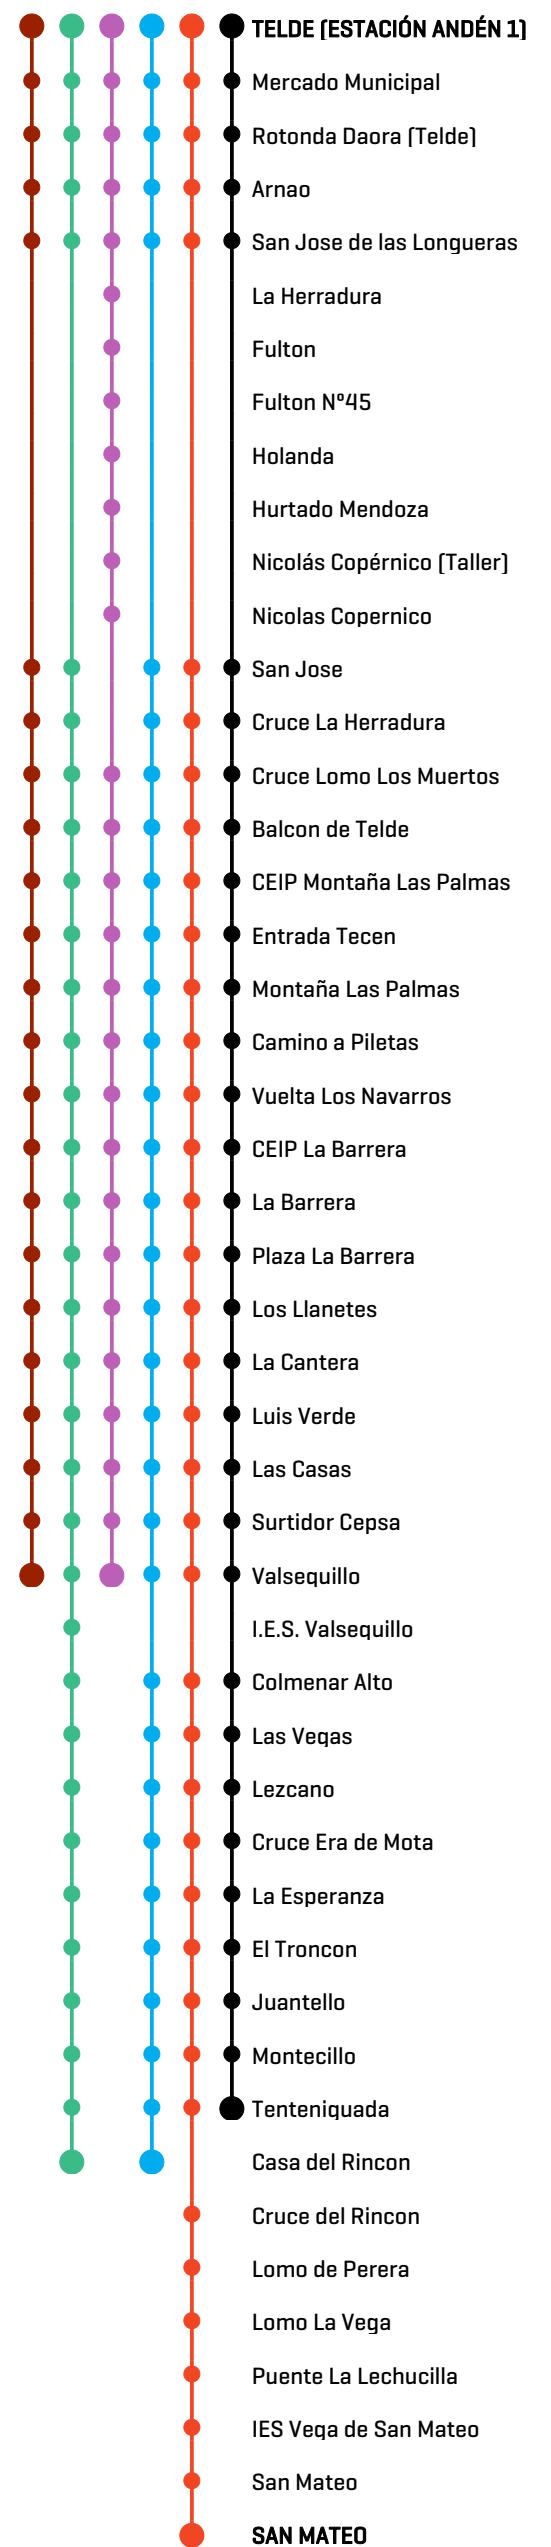 TELDE (ESTACIÓN ANDÉN 1)
Mercado Municipal
Rotonda Daora (Telde)
Arnao
San Jose de las Longueras
La Herradura
Fulton
Fulton Nº45
Holanda
Hurtado Mendoza
Nicolás Copérnico (Taller)
Nicolas Copernico
San Jose
Cruce La Herradura
Cruce Lomo Los Muertos
Balcon de Telde
CEIP Montaña Las Palmas
Entrada Tecen
Montaña Las Palmas
Camino a Piletas
Vuelta Los Navarros
CEIP La Barrera
La Barrera
Plaza La Barrera
Los Llanetes
La Cantera
Luis Verde
Las Casas
Surtidor Cepsa
Valsequillo
I.E.S. Valsequillo
Colmenar Alto
Las Vegas
Lezcano
Cruce Era de Mota
La Esperanza
El Troncon
Juantello
Montecillo
Tenteniguada
Casa del Rincon
Cruce del Rincon
Lomo de Perera
Lomo La Vega
Puente La Lechucilla
IES Vega de San Mateo
San Mateo
SAN MATEO